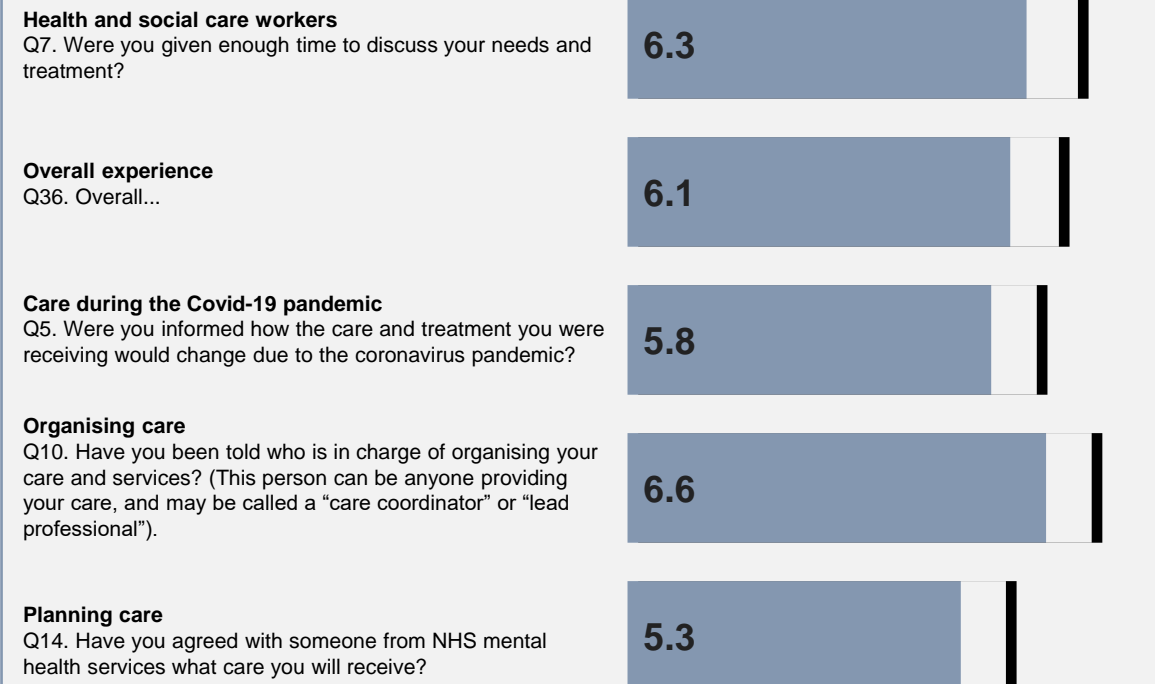 Health and social care workers
Q7. Were you given enough time to discuss your needs and
treatment?
6.3
Overall experience
Q36. Overall...
6.1
Care during the Covid-19 pandemic
Q5. Were you informed how the care and treatment you were
receiving would change due to the coronavirus pandemic?
5.8
Organising care
Q10. Have you been told who is in charge of organising your
care and services? (This person can be anyone providing
your care, and may be called a “care coordinator” or “lead
professional”).
6.6
Planning care
Q14. Have you agreed with someone from NHS mental
health services what care you will receive?
5.3